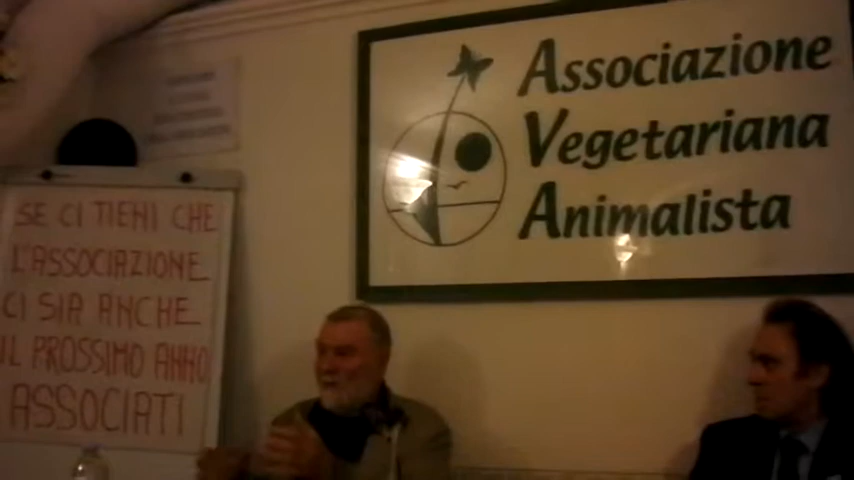 SE CI TIENI CHE
L'ASSOCIAZIONE
CI SIA ANCHE
IL PROSSIMO ANNO
ASSOCIATI
Associazione
Vegetariana
Animalista